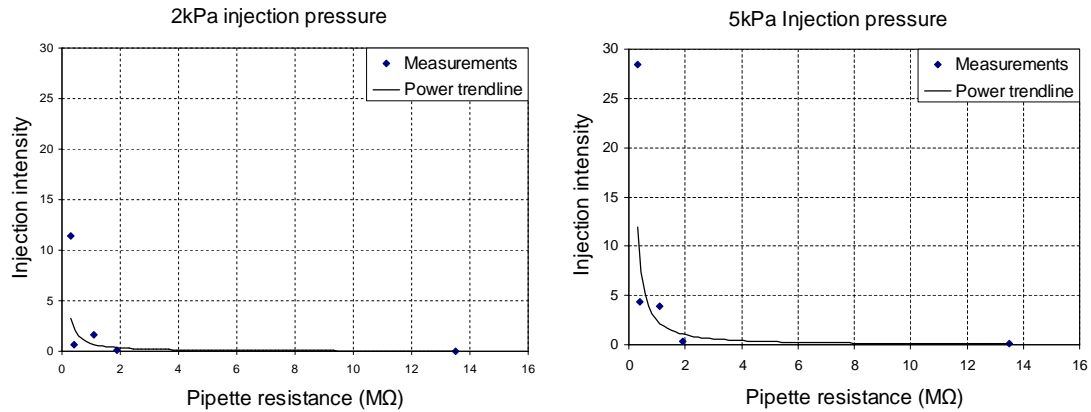 2kPa injection pressure
30
25
20
15
10
5
0
Injection intensity
Measurements
Power trendline
0 2 4 6 8 10 12 14 16
Pipette resistance (MΩ)
5kPa Injection pressure
30
25
20
15
10
5
0
Injection intensity
Measurements
Power trendline
0 2 4 6 8 10 12 14 16
Pipette resistance (MΩ)